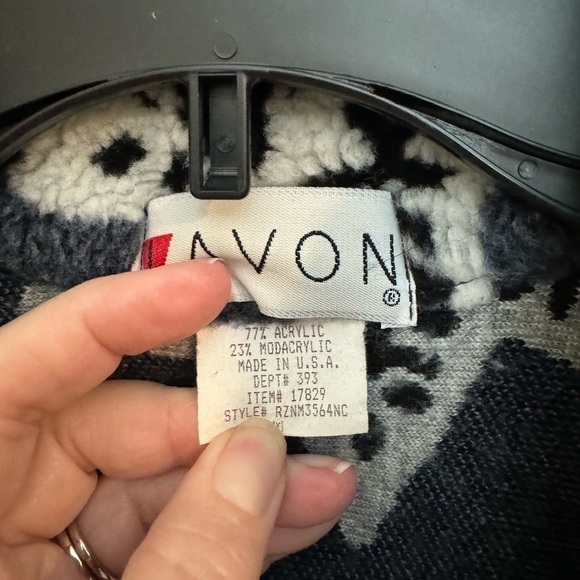 AVON
®
77% ACRYLIC
23% MODACRYLIC
MADE IN U.S.A.
DEPT# 393
ITEM# 17829
STYLE# RZNM3564NC